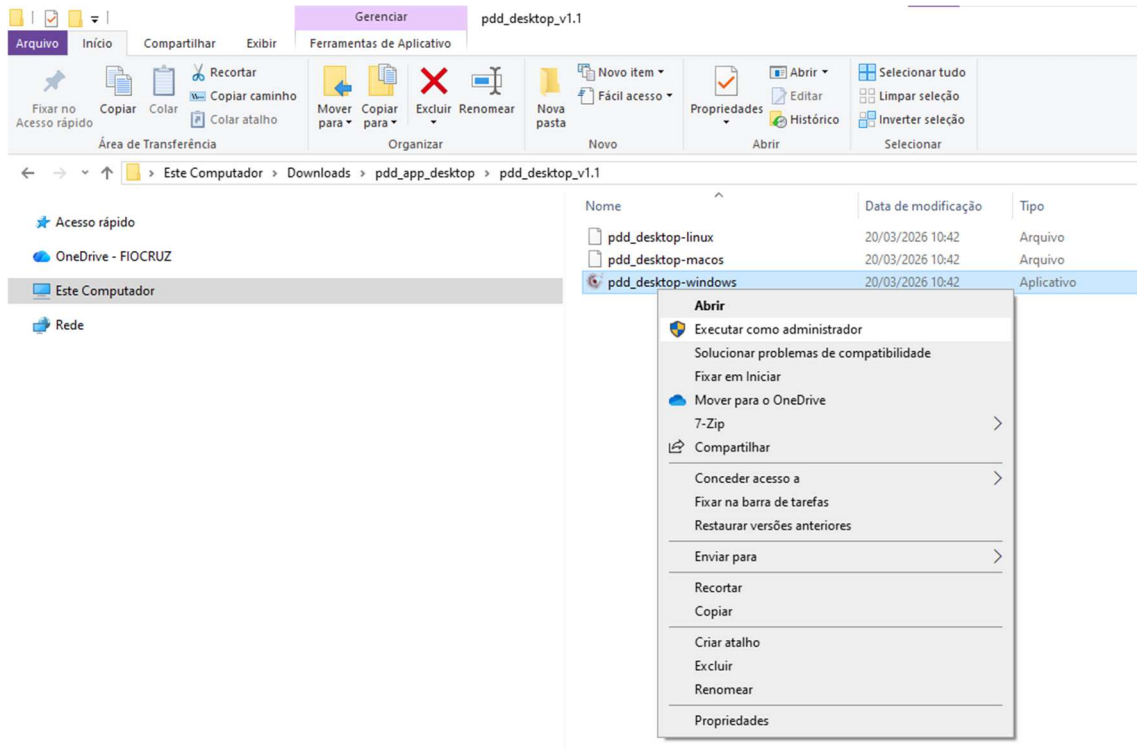 Gerenciar
pdd_desktop_v1.1
Arquivo
Início
Compartilhar
Exibir
Ferramentas de Aplicativo
Fixar no
Acesso rápido
Copiar
Colar
Recortar
Copiar caminho
Colar atalho
Área de Transferência
Mover
para
Copiar
para
Excluir
Renomear
Organizar
Nova
pasta
Novo item
Fácil acesso
Novo
Propriedades
Abrir
Editar
Histórico
Abrir
Selecionar tudo
Limpar seleção
Inverter seleção
Selecionar
Este Computador > Downloads > pdd_app_desktop > pdd_desktop_v1.1
Acesso rápido
OneDrive - FIOCRUZ
Este Computador
Rede
Nome Data de modificação Tipo
pdd_desktop-linux 20/03/2026 10:42 Arquivo
pdd_desktop-macos 20/03/2026 10:42 Arquivo
pdd_desktop-windows 20/03/2026 10:42 Aplicativo
Abrir
Executar como administrador
Solucionar problemas de compatibilidade
Fixar em Iniciar
Mover para o OneDrive
7-Zip
Compartilhar
Conceder acesso a
Fixar na barra de tarefas
Restaurar versões anteriores
Enviar para
Recortar
Copiar
Criar atalho
Excluir
Renomear
Propriedades